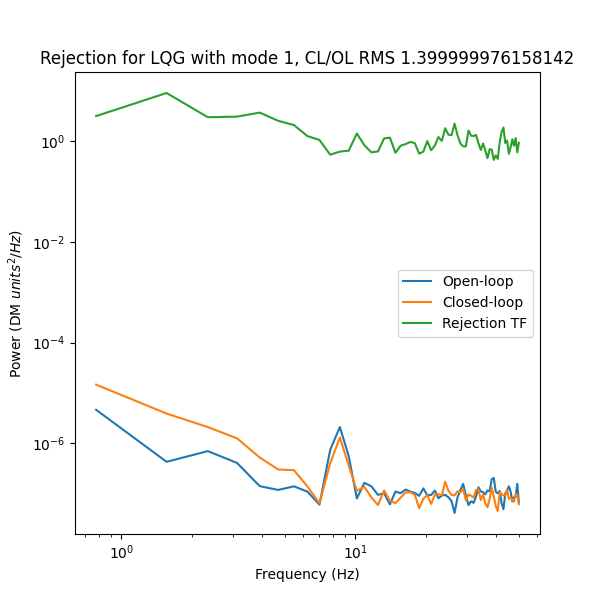 Rejection for LQG with mode 1, CL/OL RMS 1.399999976158142
10⁰
10⁻²
10⁻⁴
10⁻⁶
Power (DM units²/Hz)
Open-loop
Closed-loop
Rejection TF
10⁰
10¹
Frequency (Hz)